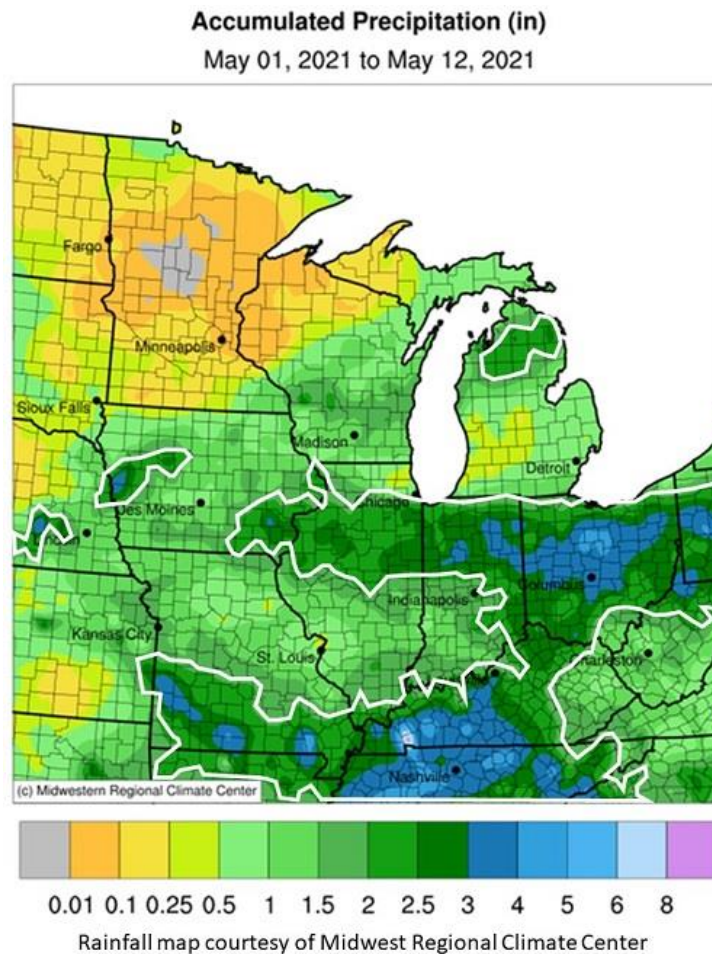 Accumulated Precipitation (in)
May 01, 2021 to May 12, 2021
Fargo
Minneapolis
Sioux Falls
Madison
Detroit
Chicago
Des Moines
Lincoln
Columbus
Indianapolis
Kansas City
St. Louis
Charleston
Nashville
(c) Midwestern Regional Climate Center
0.01 0.1 0.25 0.5 1 1.5 2 2.5 3 4 5 6 8
Rainfall map courtesy of Midwest Regional Climate Center